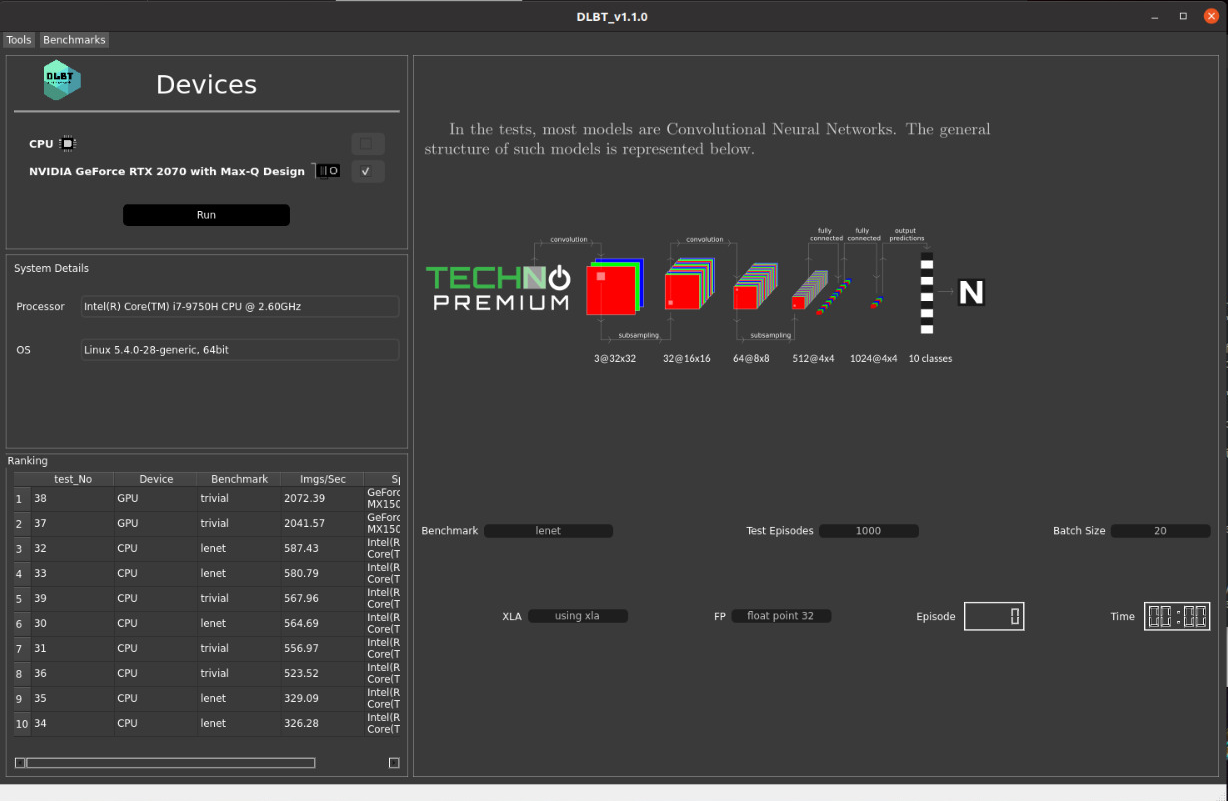 DLBT_v1.1.0
Tools Benchmarks
DLBT
Devices
CPU
NVIDIA GeForce RTX 2070 with Max-Q Design
Run
System Details
Processor Intel(R) Core(TM) i7-9750H CPU @ 2.60GHz
OS Linux 5.4.0-28-generic, 64bit
Ranking
test_No Device Benchmark Imgs/Sec
1 38 GPU trivial 2072.39 GeForc
MX150
2 37 GPU trivial 2041.57 GeForc
MX150
3 32 CPU lenet 587.43 Intel(R
Core(T
4 33 CPU lenet 580.79 Intel(R
Core(T
5 39 CPU trivial 567.96 Intel(R
Core(T
6 30 CPU lenet 564.69 Intel(R
Core(T
7 31 CPU trivial 556.97 Intel(R
Core(T
8 36 CPU trivial 523.52 Intel(R
Core(T
9 35 CPU lenet 329.09 Intel(R
Core(T
10 34 CPU lenet 326.28 Intel(R
Core(T
In the tests, most models are Convolutional Neural Networks. The general
structure of such models is represented below.
convolution convolution fully connected fully connected output predictions
TECHNO
PREMIUM
N
subsampling subsampling
3@32x32 32@16x16 64@8x8 512@4x4 1024@4x4 10 classes
Benchmark lenet Test Episodes 1000 Batch Size 20
XLA using xla FP float point 32 Episode 0 Time 00:00